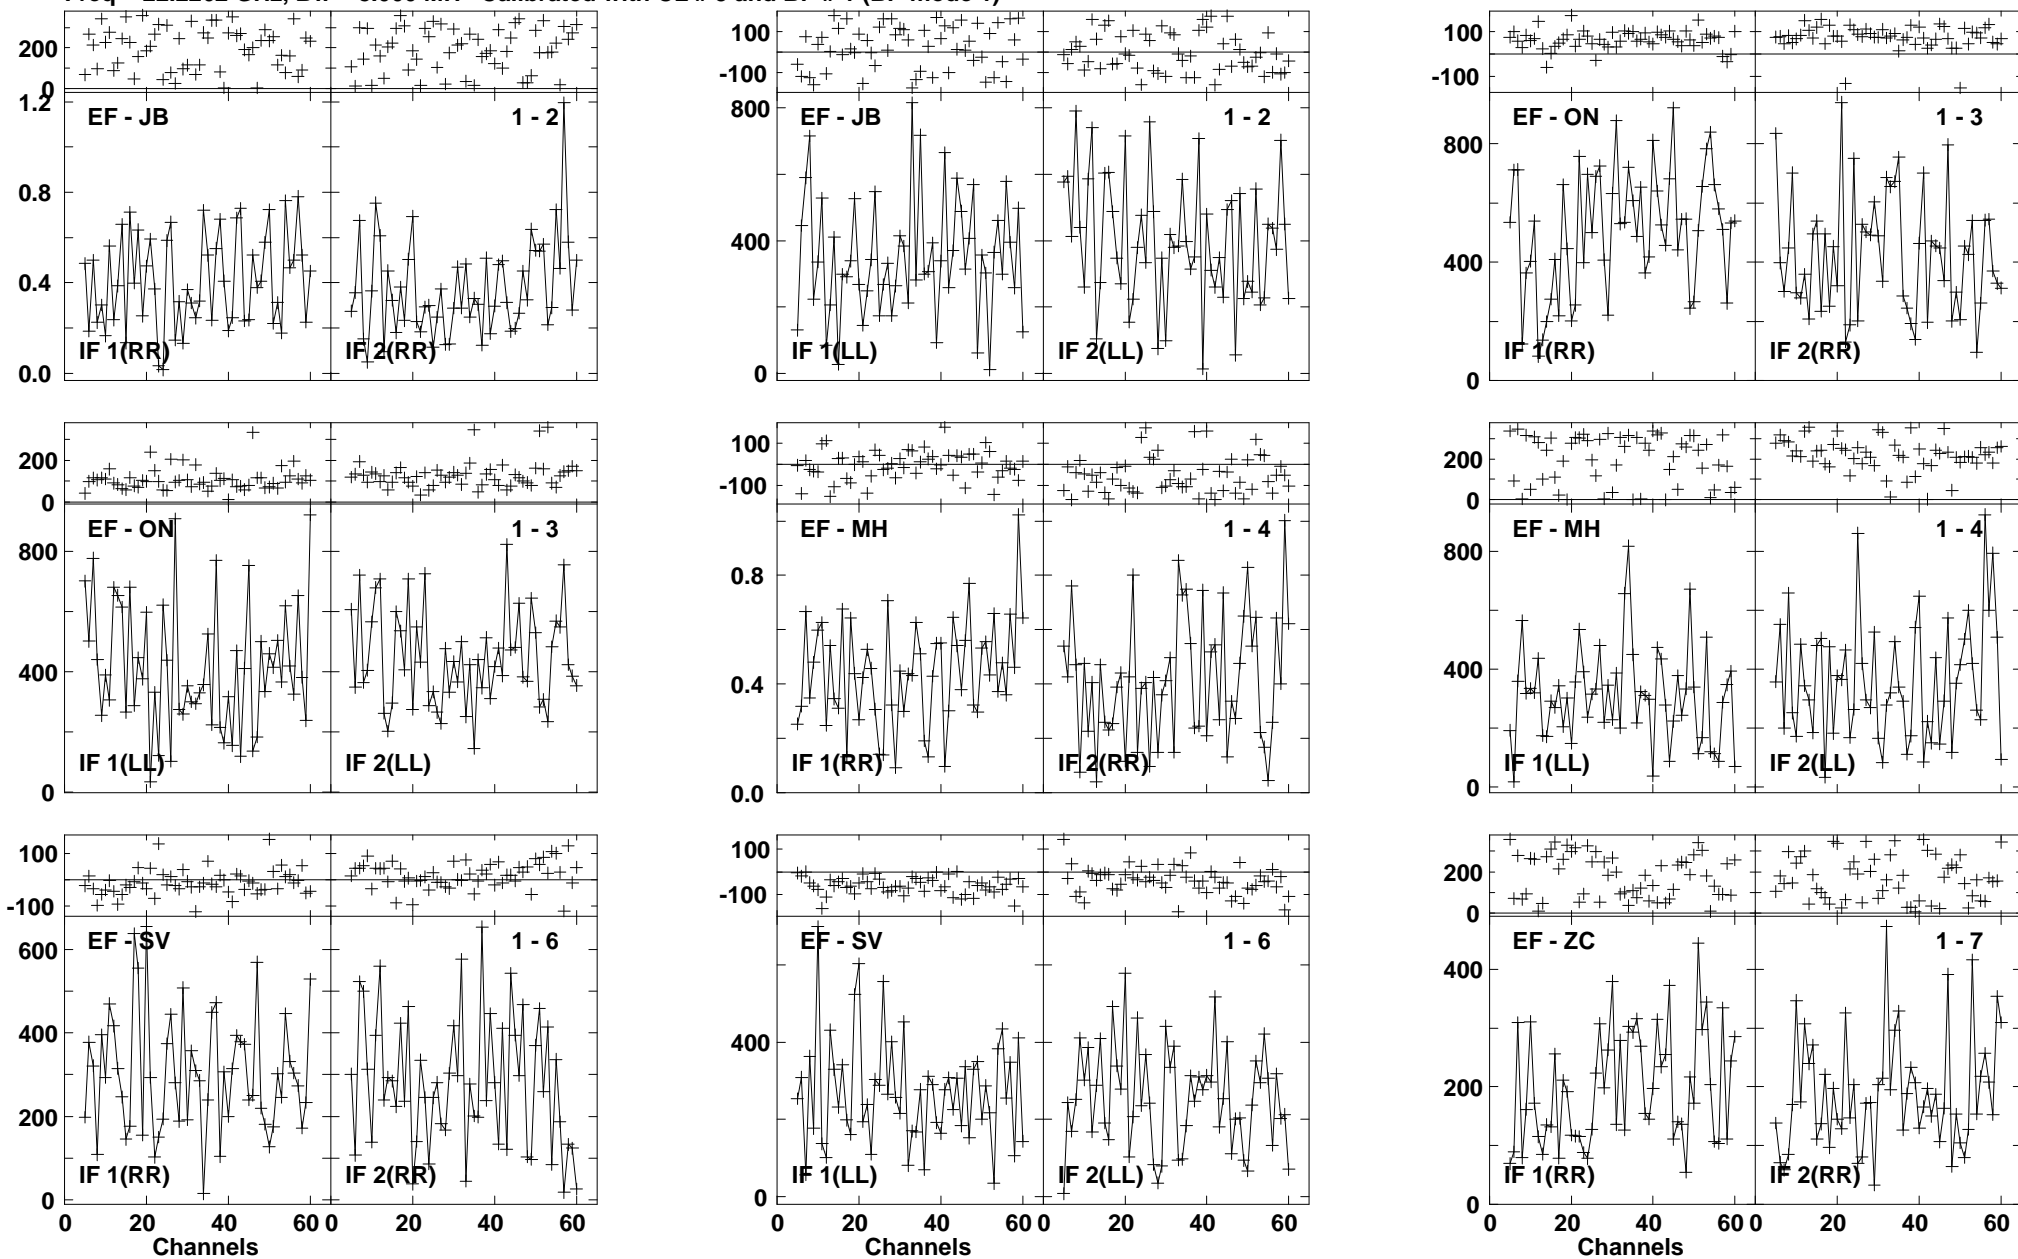 200
0
100
-100
100
-100
EF - JB
1 - 2
EF - JB
1 - 2
EF - ON
1 - 3
1.2
0.8
0.4
0.0
800
400
0
800
400
0
IF 1(RR)
IF 2(RR)
IF 1(LL)
IF 2(LL)
IF 1(RR)
IF 2(RR)
200
0
100
-100
200
0
EF - ON
1 - 3
EF - MH
1 - 4
EF - MH
1 - 4
800
400
0
0.8
0.4
0.0
800
400
0
IF 1(LL)
IF 2(LL)
IF 1(RR)
IF 2(RR)
IF 1(LL)
IF 2(LL)
100
-100
100
-100
200
0
EF - SV
1 - 6
EF - SV
1 - 6
EF - ZC
1 - 7
600
400
200
0
400
0
400
200
0
IF 1(RR)
IF 2(RR)
IF 1(LL)
IF 2(LL)
IF 1(RR)
IF 2(RR)
0 20 40 60 0 20 40 60
0 20 40 60 0 20 40 60
0 20 40 60 0 20 40 60
Channels
Channels
Channels